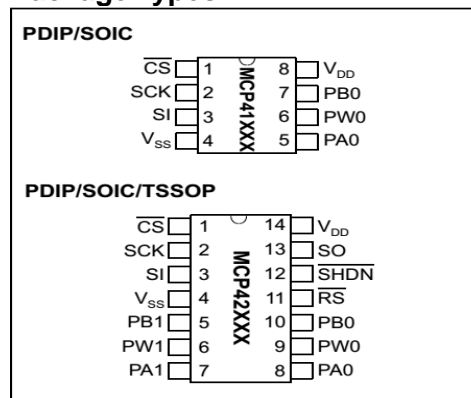 Package Types
PDIP/SOIC
CS 1 8 VDD
SCK 2 7 PB0
SI 3 6 PW0
VSS 4 5 PA0
MCP41XXX
PDIP/SOIC/TSSOP
CS 1 14 VDD
SCK 2 13 SO
SI 3 12 SHDN
VSS 4 11 RS
PB1 5 10 PB0
PW1 6 9 PW0
PA1 7 8 PA0
MCP42XXX